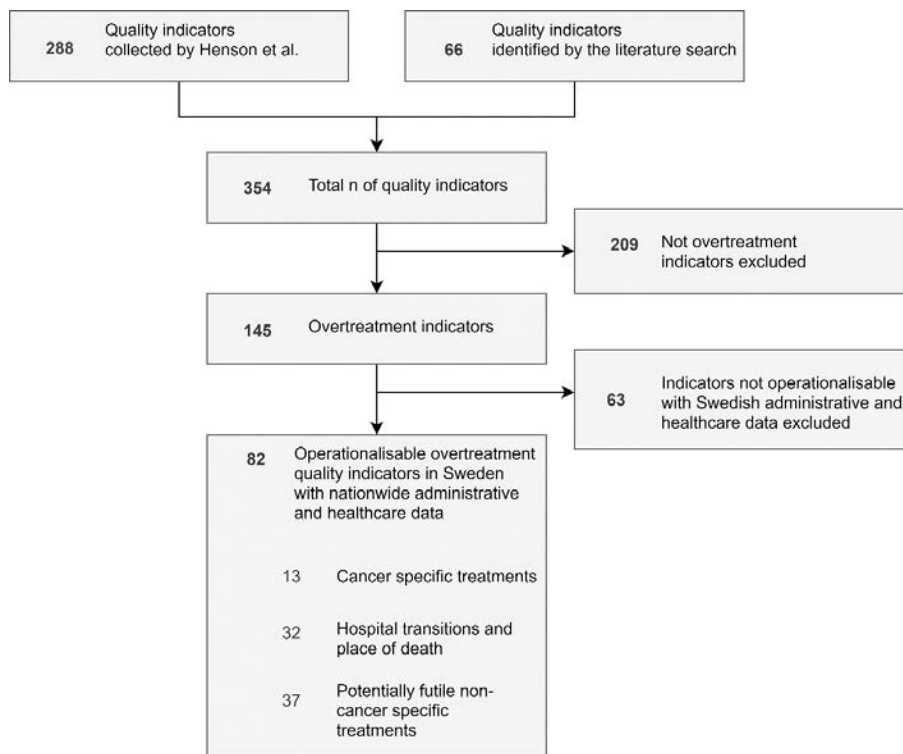 288 Quality indicators
collected by Henson et al.
66 Quality indicators
identified by the literature search
354 Total n of quality indicators
209 Not overtreatment
indicators excluded
145 Overtreatment indicators
63 Indicators not operationalisable
with Swedish administrative and
healthcare data excluded
82 Operationalisable overtreatment
quality indicators in Sweden
with nationwide administrative
and healthcare data
13 Cancer specific treatments
32 Hospital transitions and
place of death
37 Potentially futile non-
cancer specific
treatments